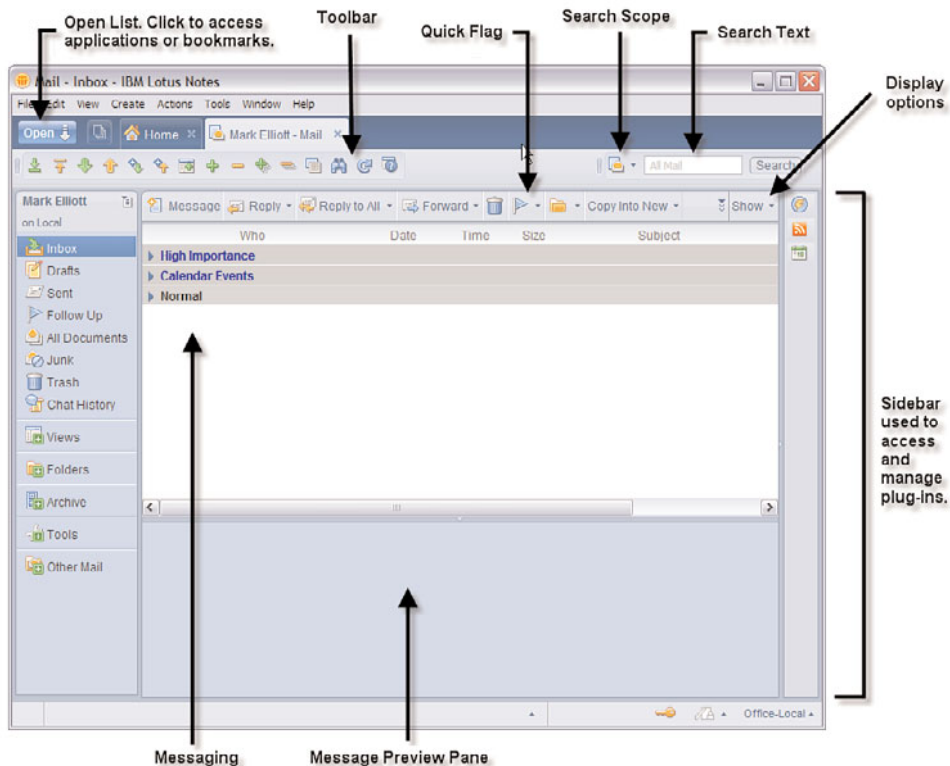 Open List. Click to access
applications or bookmarks.
Toolbar
Quick Flag
Search Scope
Search Text
Display
options
Mail - Inbox - IBM Lotus Notes
File Edit View Create Actions Tools Window Help
Open
Home
Mark Elliott - Mail
All Mail
Search
Mark Elliott
on Local
Message Reply Reply to All Forward Copy Into New Show
Who Date Time Size Subject
High Importance
Calendar Events
Normal
Inbox
Drafts
Sent
Follow Up
All Documents
Junk
Trash
Chat History
Views
Folders
Archive
Tools
Other Mail
Sidebar
used to
access
and
manage
plug-ins.
Office-Local
Messaging
Message Preview Pane